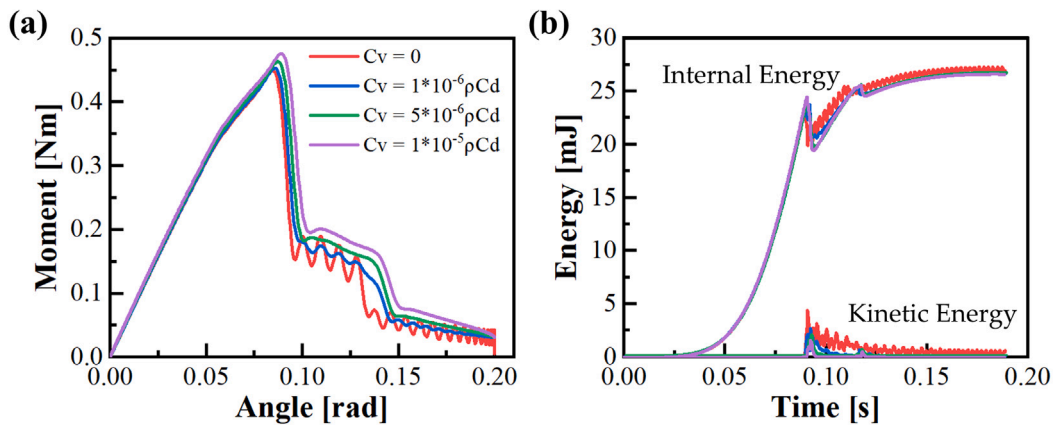 (a)
Moment [Nm]
0.5
0.4
0.3
0.2
0.1
0.0
0.00 0.05 0.10 0.15 0.20
Angle [rad]
Cv = 0
Cv = 1*10-6ρCd
Cv = 5*10-6ρCd
Cv = 1*10-5ρCd
(b)
Energy [mJ]
30
25
20
15
10
5
0
0.00 0.05 0.10 0.15 0.20
Time [s]
Internal Energy
Kinetic Energy